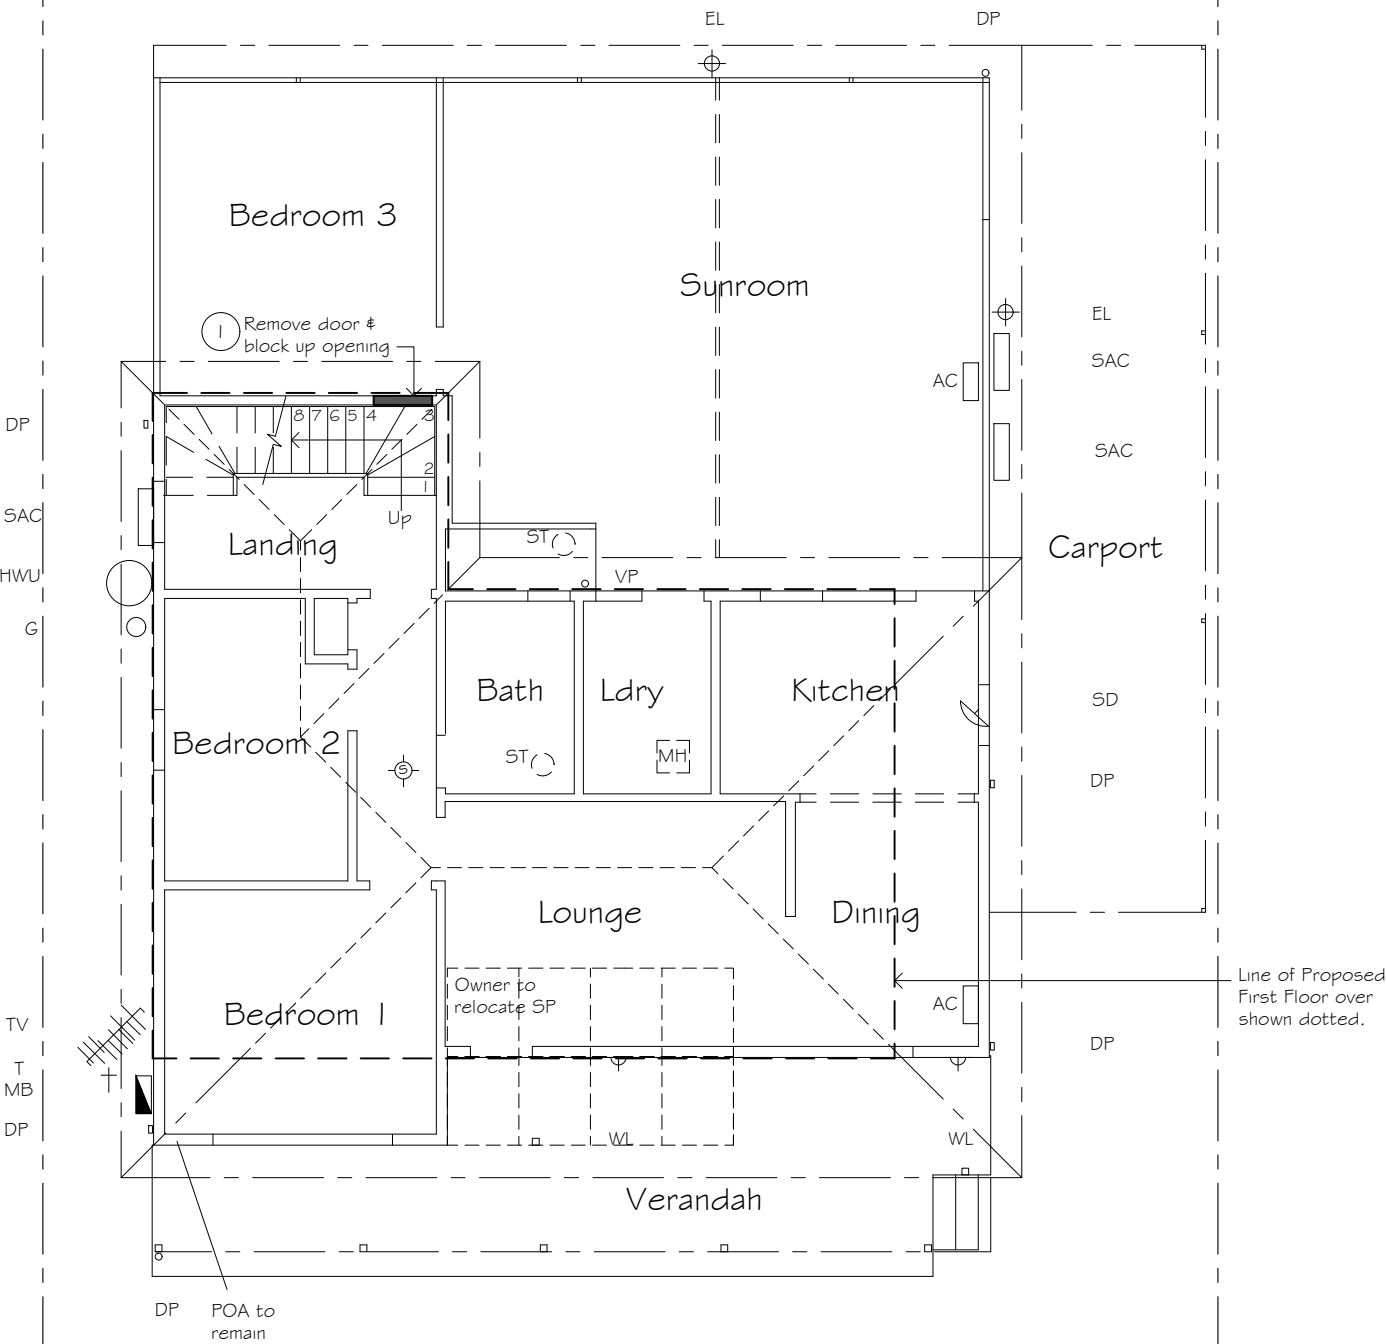 EL
DP
Bedroom 3
Sunroom
1
Remove door &
block up opening
EL
SAC
AC
DP
8 7 6 5 4 3
SAC
2
1
SAC
Up
ST
Landing
Carport
HWU
VP
G
Bath
Ldry
Kitchen
SD
Bedroom 2
ST
MH
S
DP
Lounge
Dining
Line of Proposed
First Floor over
shown dotted.
Owner to
relocate SP
AC
Bedroom 1
TV
DP
T
MB
DP
WL
WL
Verandah
DP
POA to
remain